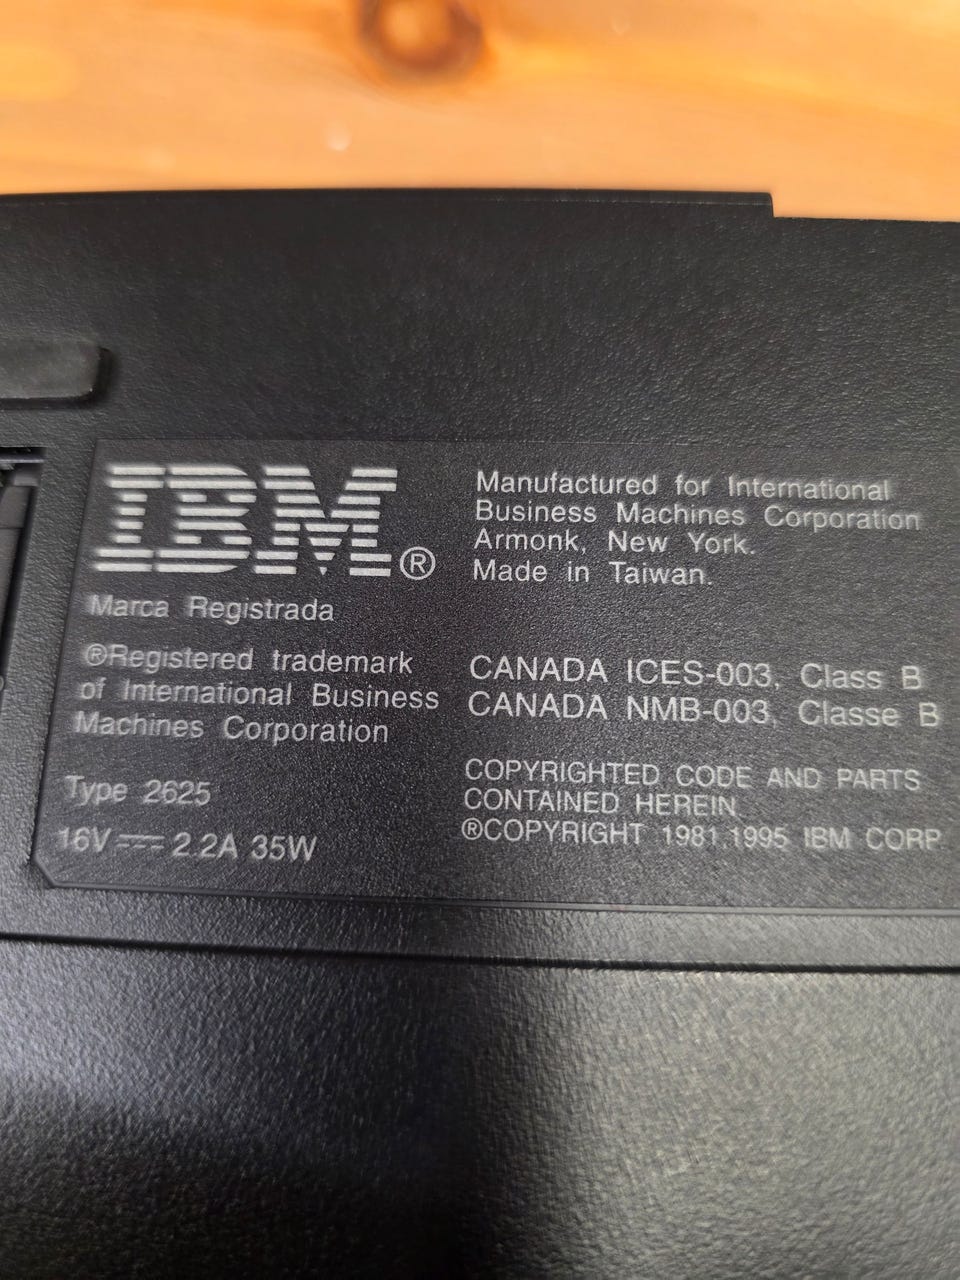 IBM®
Marca Registrada
®Registered trademark
of International Business
Machines Corporation
Type 2625
16V⎓2.2A 35W
Manufactured for International
Business Machines Corporation
Armonk, New York.
Made in Taiwan.
CANADA ICES-003, Class B
CANADA NMB-003, Classe B
COPYRIGHTED CODE AND PARTS
CONTAINED HEREIN.
®COPYRIGHT 1981,1995 IBM CORP.